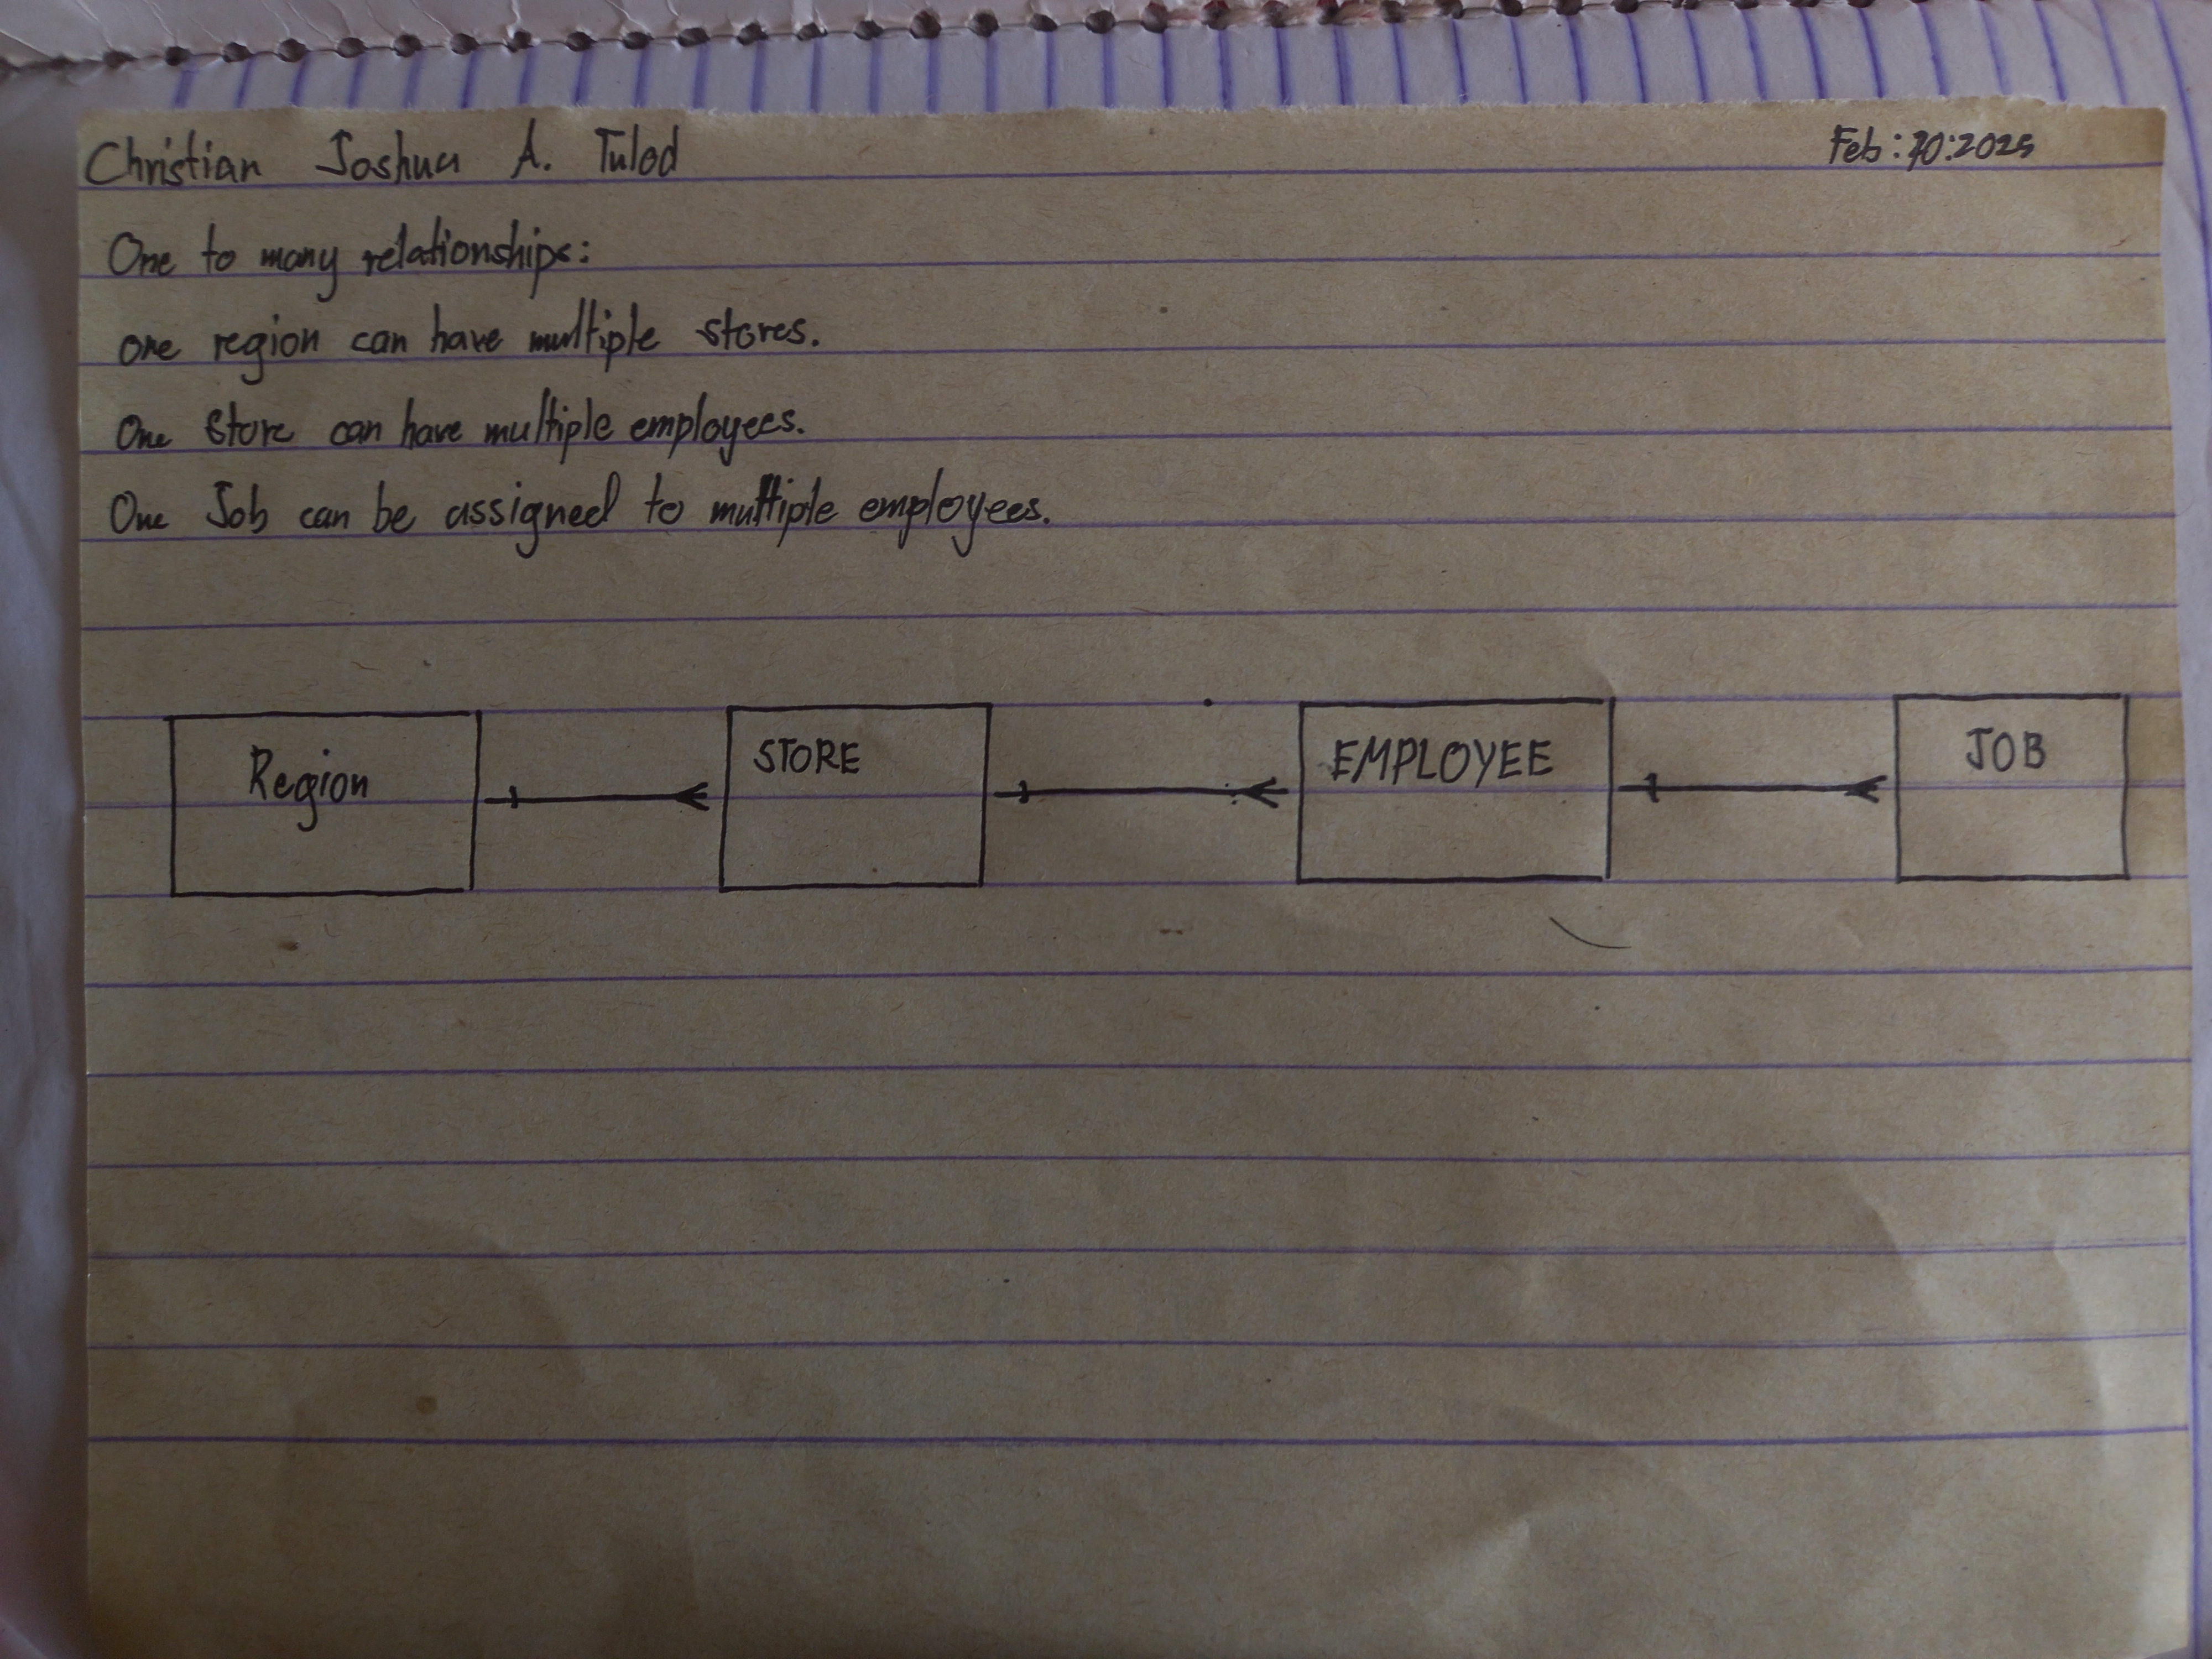 Christian Joshua A. Tulod Feb: 20:2025
One to many relationships:
one region can have multiple stores.
One store can have multiple employees.
One Job can be assigned to multiple employees.
Region STORE EMPLOYEE JOB